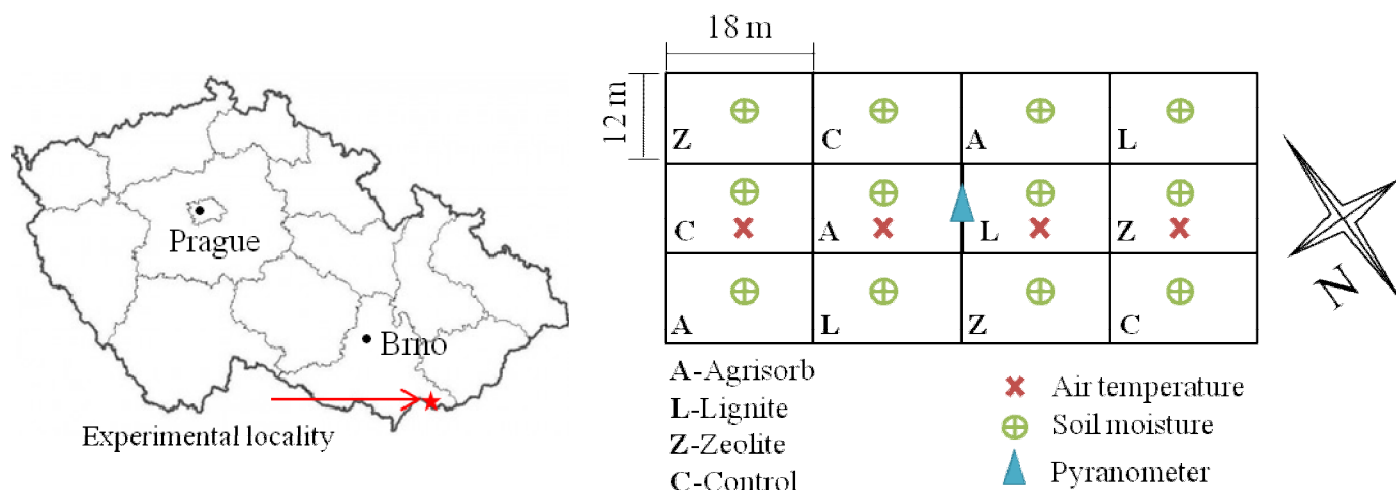 Prague
Brno
Experimental locality
18 m
12 m
Z
C
A
L
C
A
L
Z
A
L
Z
C
N
A-Agrisorb
L-Lignite
Z-Zeolite
C-Control
Air temperature
Soil moisture
Pyranometer